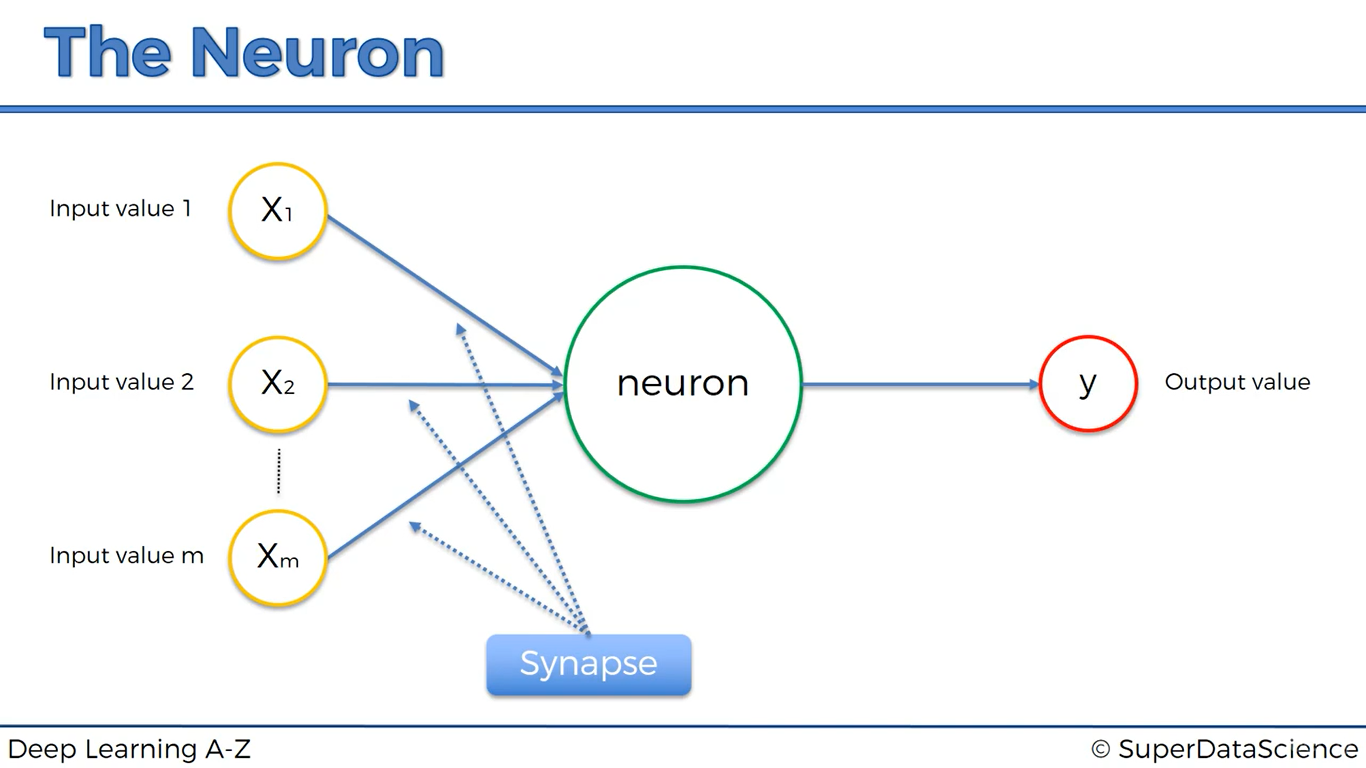 The Neuron
Input value 1
X1
Input value 2
X2
neuron
y
Output value
Input value m
Xm
Synapse
Deep Learning A-Z
© SuperDataScience